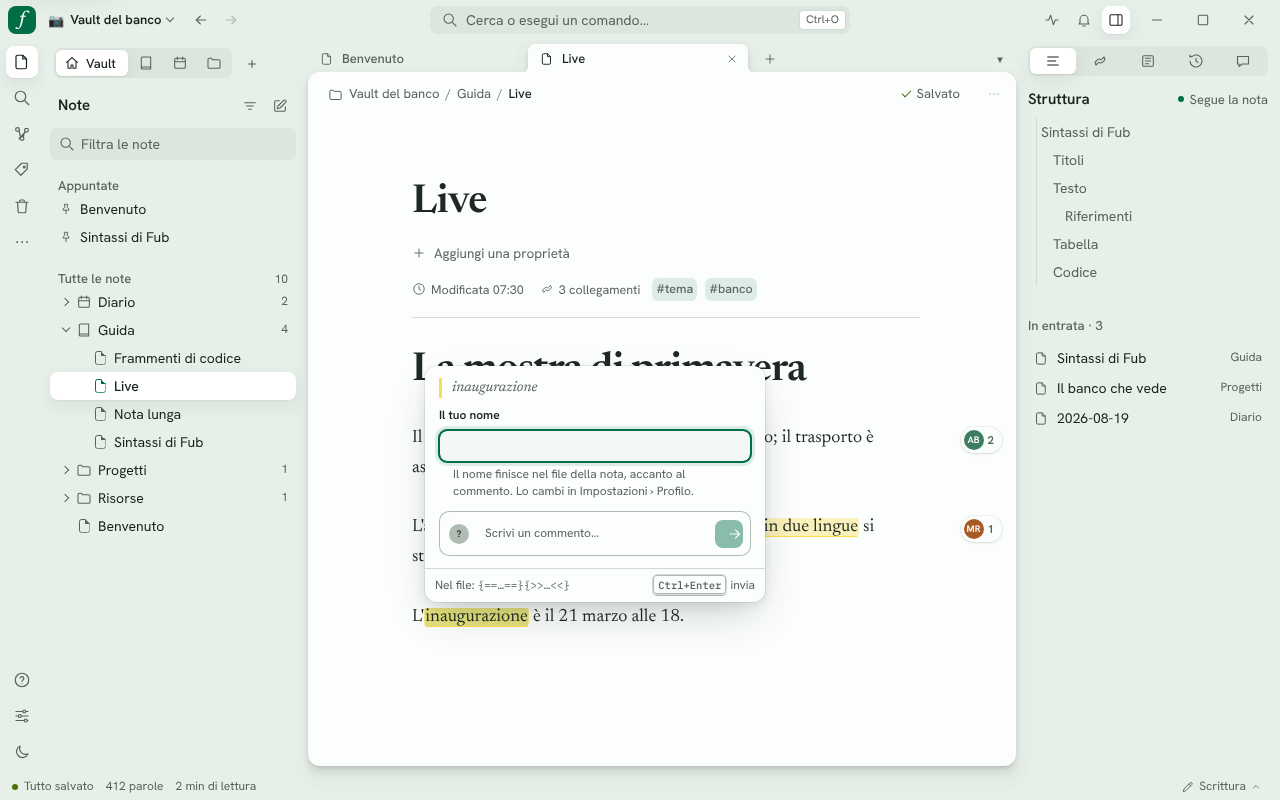 Vault del banco
Cerca o esegui un comando...
Ctrl+O
Vault
Benvenuto
Live
Note
Filtra le note
Appuntate
Benvenuto
Sintassi di Fub
Tutte le note 10
Diario 2
Guida 4
Frammenti di codice
Live
Nota lunga
Sintassi di Fub
Progetti 1
Risorse 1
Benvenuto
Vault del banco / Guida / Live
Salvato
Live
Aggiungi una proprietà
Modificata 07:30
3 collegamenti
#tema
#banco
La mostra di primavera
Il
o; il trasporto è
AB 2
in due lingue si
MR 1
inaugurazione
Il tuo nome
Il nome finisce nel file della nota, accanto al
commento. Lo cambi in Impostazioni › Profilo.
? Scrivi un commento...
Nel file: {==…==}{>>…<<}
Ctrl+Enter invia
L'inaugurazione è il 21 marzo alle 18.
Struttura
Segue la nota
Sintassi di Fub
Titoli
Testo
Riferimenti
Tabella
Codice
In entrata · 3
Sintassi di Fub Guida
Il banco che vede Progetti
2026-08-19 Diario
Tutto salvato
412 parole
2 min di lettura
Scrittura